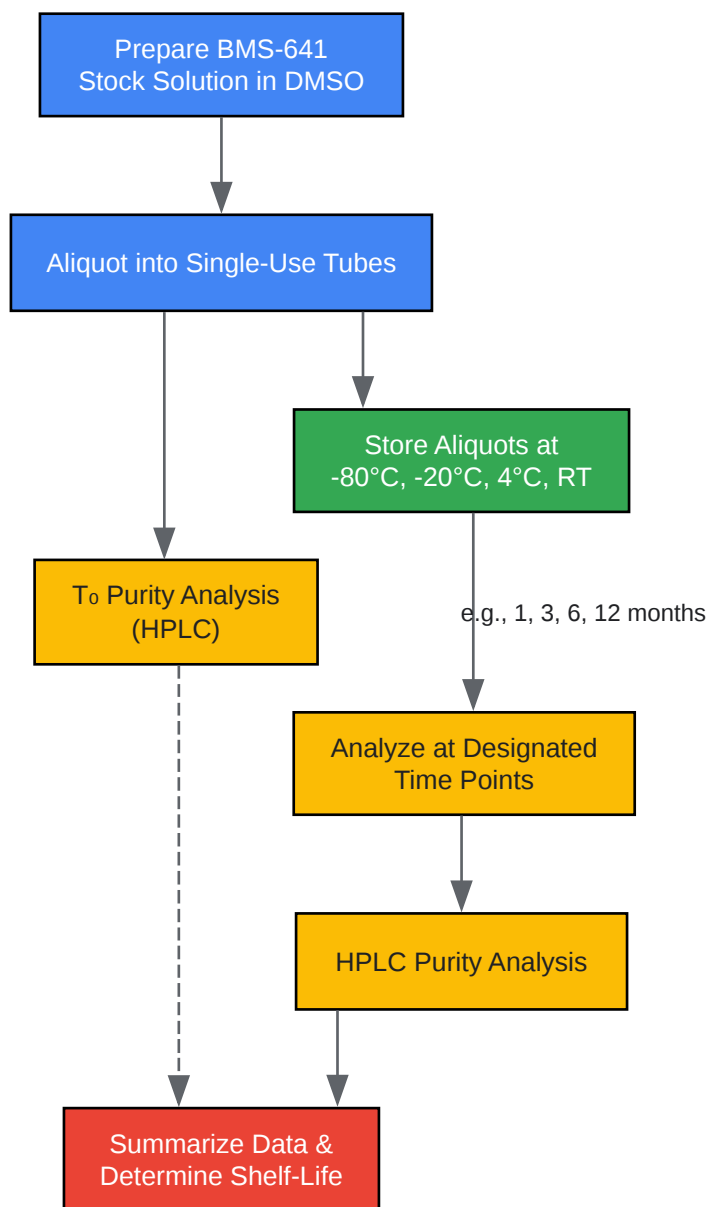 Prepare BMS-641
Stock Solution in DMSO
Aliquot into Single-Use Tubes
Store Aliquots at
-80°C, -20°C, 4°C, RT
T₀ Purity Analysis
(HPLC)
e.g., 1, 3, 6, 12 months
Analyze at Designated
Time Points
HPLC Purity Analysis
Summarize Data &
Determine Shelf-Life